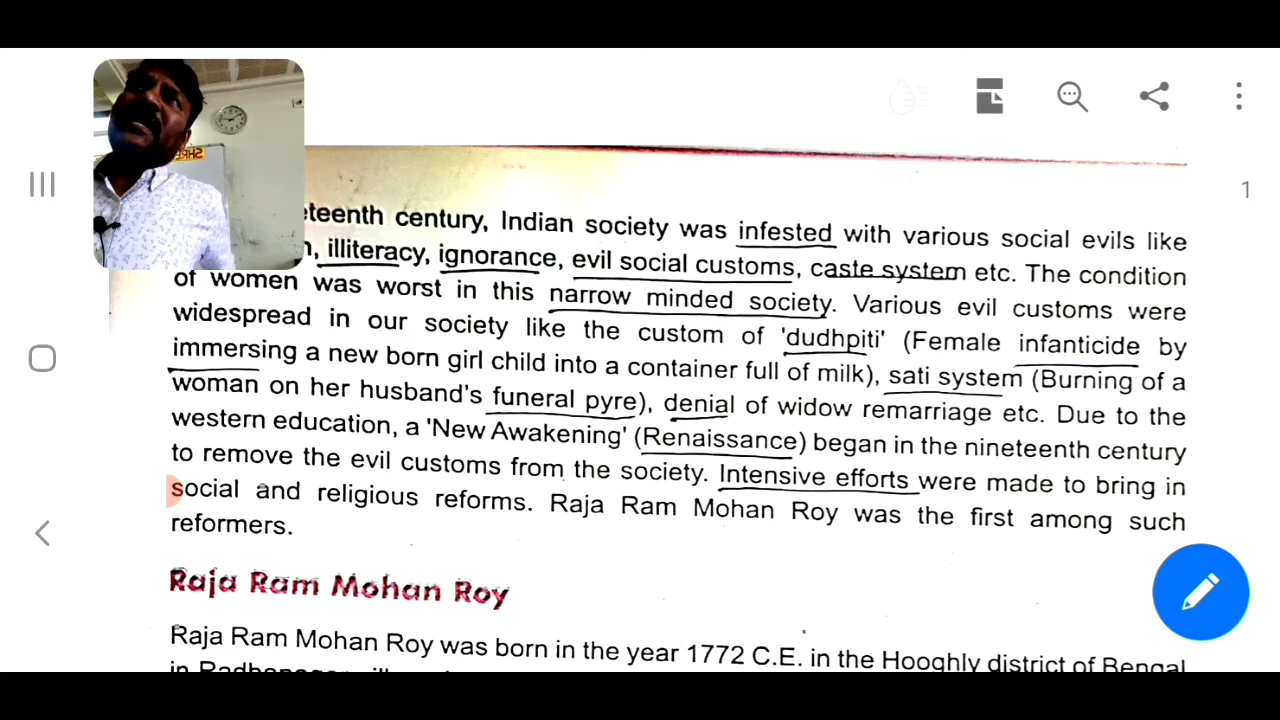 1
teenth century, Indian society was infested with various social evils like
illiteracy, ignorance, evil social customs, caste system etc. The condition
of women was worst in this narrow minded society. Various evil customs were
widespread in our society like the custom of 'dudhpiti' (Female infanticide by
immersing a new born girl child into a container full of milk), sati system (Burning of a
woman on her husband's funeral pyre), denial of widow remarriage etc. Due to the
western education, a 'New Awakening' (Renaissance) began in the nineteenth century
to remove the evil customs from the society. Intensive efforts were made to bring in
social and religious reforms. Raja Ram Mohan Roy was the first among such
reformers.
Raja Ram Mohan Roy
Raja Ram Mohan Roy was born in the year 1772 C.E. in the Hooghly district of Bengal
in